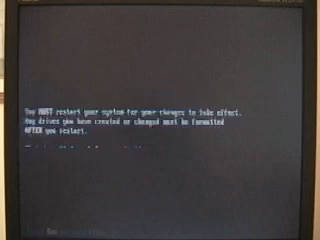 You MUST restart your system for your changes to take effect.
Any drives you have created or changed must be formatted
AFTER you restart.